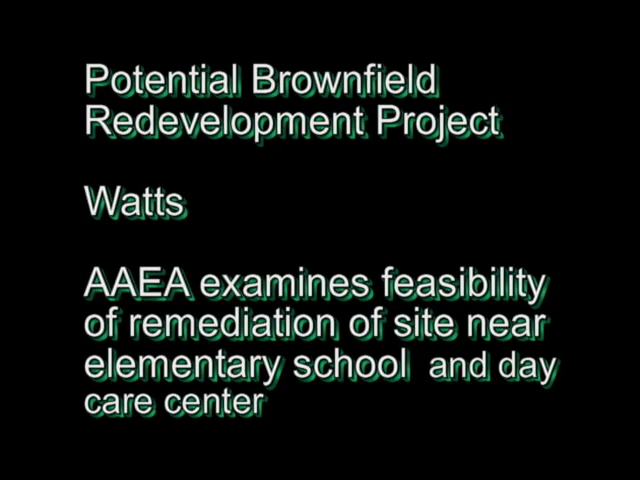 Potential Brownfield
Redevelopment Project
Watts
AAEA examines feasibility
of remediation of site near
elementary school and day
care center